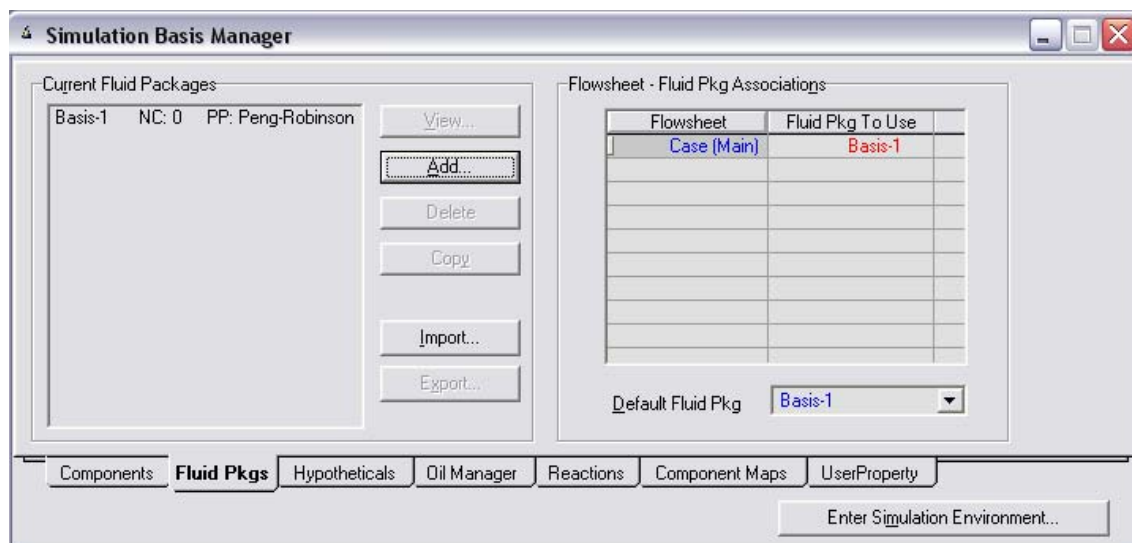 Simulation Basis Manager
Current Fluid Packages
Basis-1 NC: 0 PP: Peng-Robinson
View...
Add...
Delete
Copy
Import...
Export...
Flowsheet - Fluid Pkg Associations
Flowsheet Fluid Pkg To Use
Case (Main) Basis-1
Default Fluid Pkg Basis-1
Components Fluid Pkgs Hypotheticals Oil Manager Reactions Component Maps UserProperty
Enter Simulation Environment...